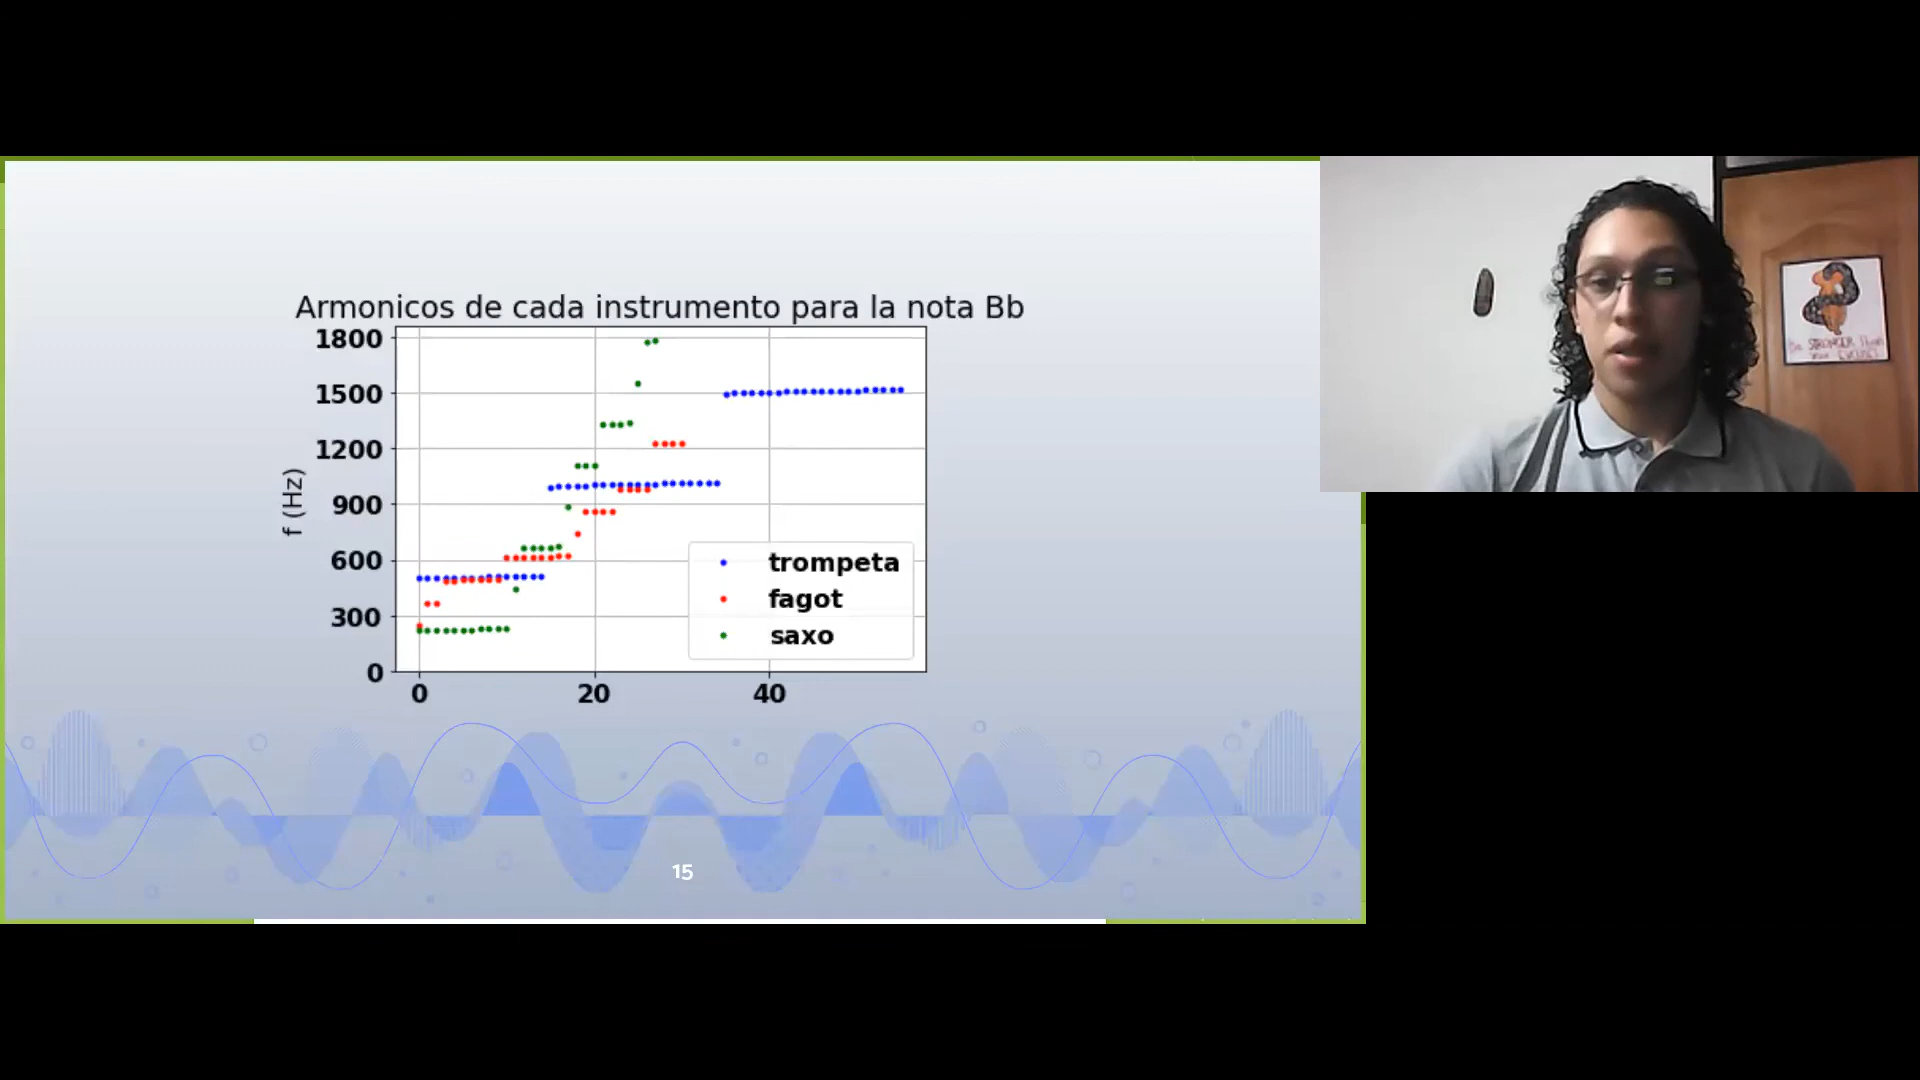 Armonicos de cada instrumento para la nota Bb
1800
1500
1200
900
600
300
0
f (Hz)
0 20 40
trompeta
fagot
saxo
15
STRONGER